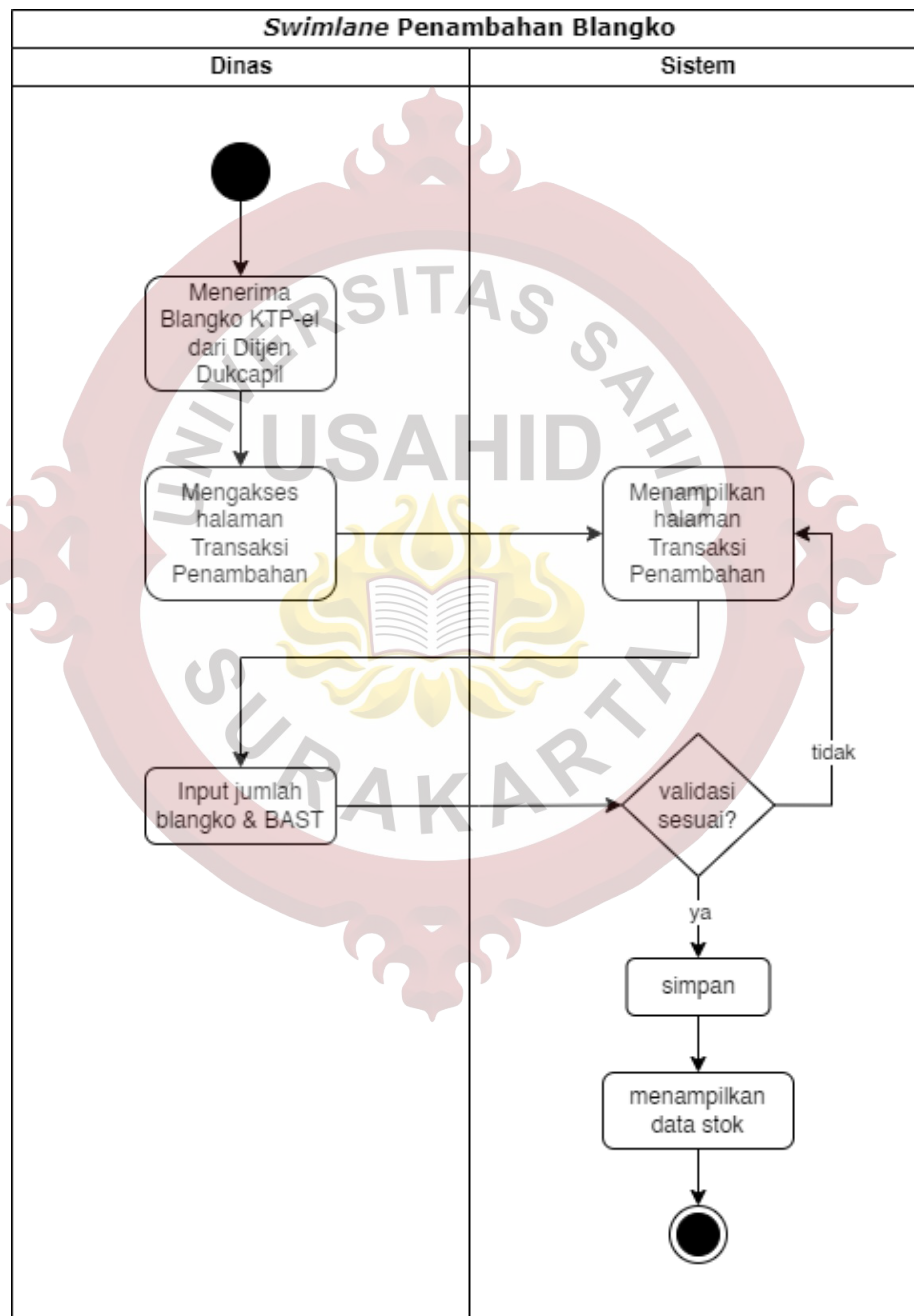 Swimlane Penambahan Blangko
Dinas
Sistem
Menerima
Blangko KTP-el
dari Ditjen
Dukcapil
Mengakses
halaman
Transaksi
Penambahan
Menampilkan
halaman
Transaksi
Penambahan
Input jumlah
blangko & BAST
validasi
sesuai?
tidak
ya
simpan
menampilkan
data stok
UNIVERSITAS SAHID
USAHID
SURAKARTA